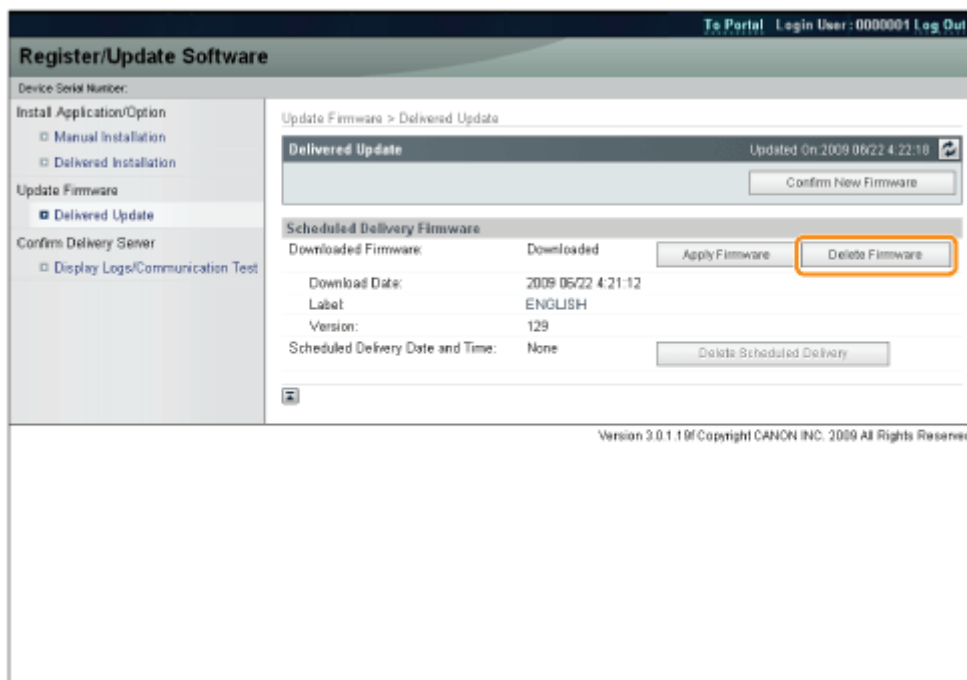 To Portal Login User : 0000001 Log Out
Register/Update Software
Device Serial Number:
Install Application/Option
Manual Installation
Delivered Installation
Update Firmware
Delivered Update
Confirm Delivery Server
Display Logs/Communication Test
Update Firmware > Delivered Update
Delivered Update Updated On:2009 06/22 4:22:18
Confirm New Firmware
Scheduled Delivery Firmware
Downloaded Firmware: Downloaded Apply Firmware Delete Firmware
Download Date: 2009 06/22 4:21:12
Label: ENGLISH
Version: 129
Scheduled Delivery Date and Time: None Delete Scheduled Delivery
Version 3.0.1.19f Copyright CANON INC. 2009 All Rights Reserve